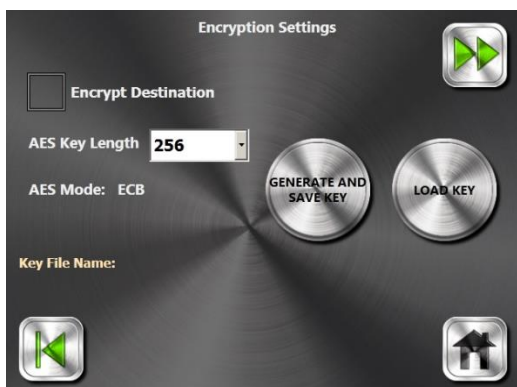 Encryption Settings
Encrypt Destination
AES Key Length 256
GENERATE AND
SAVE KEY
LOAD KEY
AES Mode: ECB
Key File Name: